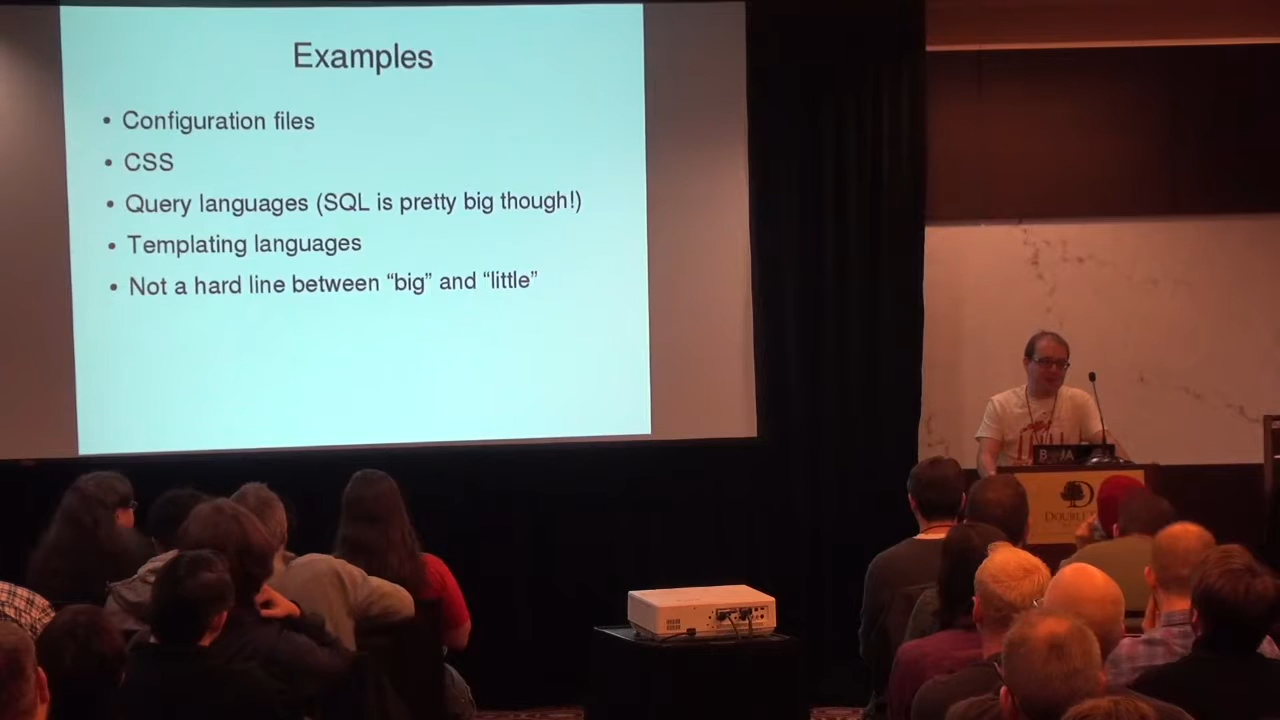 Examples
• Configuration files
• CSS
• Query languages (SQL is pretty big though!)
• Templating languages
• Not a hard line between “big” and “little”